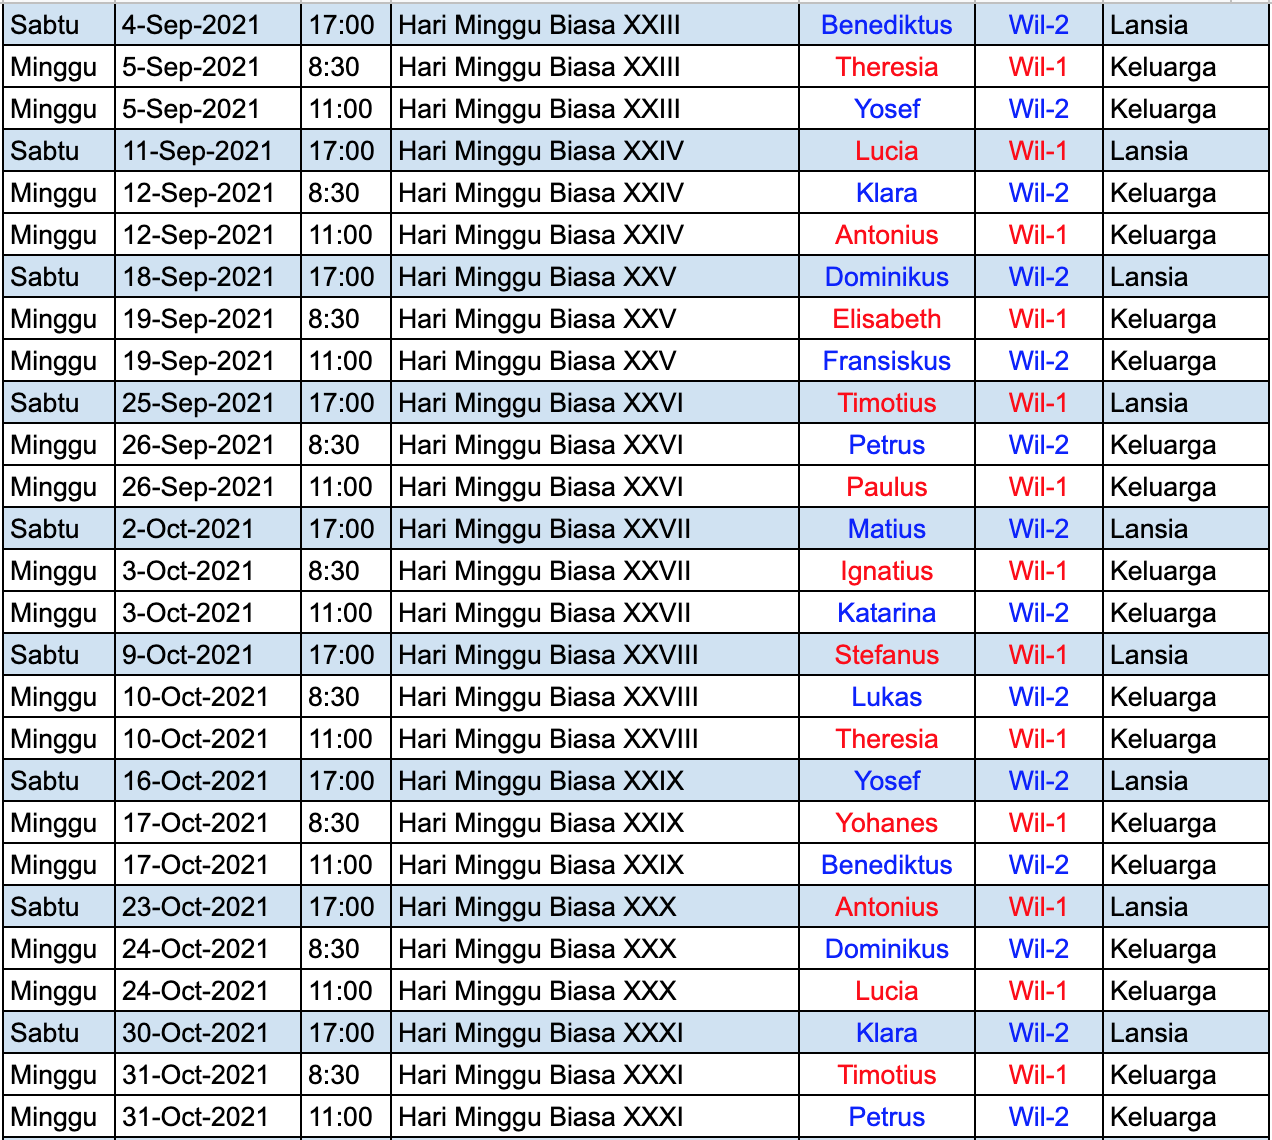 Sabtu 4-Sep-2021 17:00 Hari Minggu Biasa XXIII Benediktus Wil-2 Lansia
Minggu 5-Sep-2021 8:30 Hari Minggu Biasa XXIII Theresia Wil-1 Keluarga
Minggu 5-Sep-2021 11:00 Hari Minggu Biasa XXIII Yosef Wil-2 Keluarga
Sabtu 11-Sep-2021 17:00 Hari Minggu Biasa XXIV Lucia Wil-1 Lansia
Minggu 12-Sep-2021 8:30 Hari Minggu Biasa XXIV Klara Wil-2 Keluarga
Minggu 12-Sep-2021 11:00 Hari Minggu Biasa XXIV Antonius Wil-1 Keluarga
Sabtu 18-Sep-2021 17:00 Hari Minggu Biasa XXV Dominikus Wil-2 Lansia
Minggu 19-Sep-2021 8:30 Hari Minggu Biasa XXV Elisabeth Wil-1 Keluarga
Minggu 19-Sep-2021 11:00 Hari Minggu Biasa XXV Fransiskus Wil-2 Keluarga
Sabtu 25-Sep-2021 17:00 Hari Minggu Biasa XXVI Timotius Wil-1 Lansia
Minggu 26-Sep-2021 8:30 Hari Minggu Biasa XXVI Petrus Wil-2 Keluarga
Minggu 26-Sep-2021 11:00 Hari Minggu Biasa XXVI Paulus Wil-1 Keluarga
Sabtu 2-Oct-2021 17:00 Hari Minggu Biasa XXVII Matius Wil-2 Lansia
Minggu 3-Oct-2021 8:30 Hari Minggu Biasa XXVII Ignatius Wil-1 Keluarga
Minggu 3-Oct-2021 11:00 Hari Minggu Biasa XXVII Katarina Wil-2 Keluarga
Sabtu 9-Oct-2021 17:00 Hari Minggu Biasa XXVIII Stefanus Wil-1 Lansia
Minggu 10-Oct-2021 8:30 Hari Minggu Biasa XXVIII Lukas Wil-2 Keluarga
Minggu 10-Oct-2021 11:00 Hari Minggu Biasa XXVIII Theresia Wil-1 Keluarga
Sabtu 16-Oct-2021 17:00 Hari Minggu Biasa XXIX Yosef Wil-2 Lansia
Minggu 17-Oct-2021 8:30 Hari Minggu Biasa XXIX Yohanes Wil-1 Keluarga
Minggu 17-Oct-2021 11:00 Hari Minggu Biasa XXIX Benediktus Wil-2 Keluarga
Sabtu 23-Oct-2021 17:00 Hari Minggu Biasa XXX Antonius Wil-1 Lansia
Minggu 24-Oct-2021 8:30 Hari Minggu Biasa XXX Dominikus Wil-2 Keluarga
Minggu 24-Oct-2021 11:00 Hari Minggu Biasa XXX Lucia Wil-1 Keluarga
Sabtu 30-Oct-2021 17:00 Hari Minggu Biasa XXXI Klara Wil-2 Lansia
Minggu 31-Oct-2021 8:30 Hari Minggu Biasa XXXI Timotius Wil-1 Keluarga
Minggu 31-Oct-2021 11:00 Hari Minggu Biasa XXXI Petrus Wil-2 Keluarga